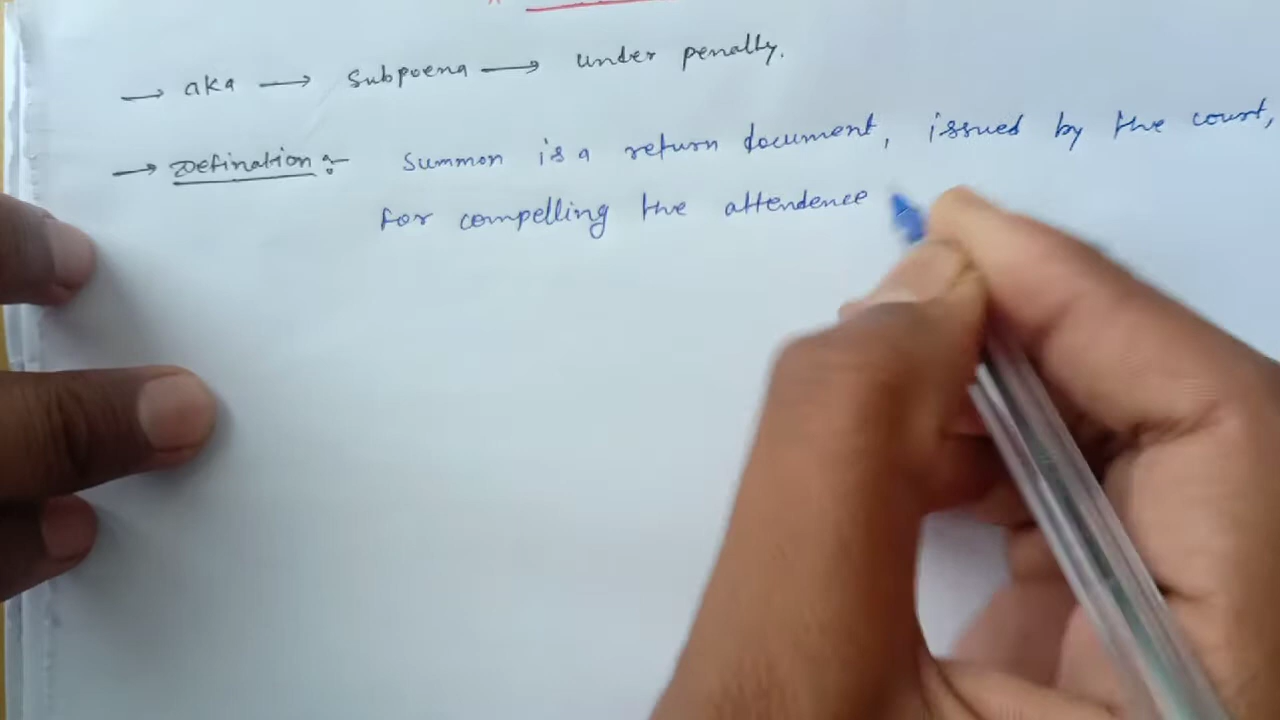 → aka → Subpoena → under penalty.
→ Defination :- Summon is a return document, issued by the court,
for compelling the attendence